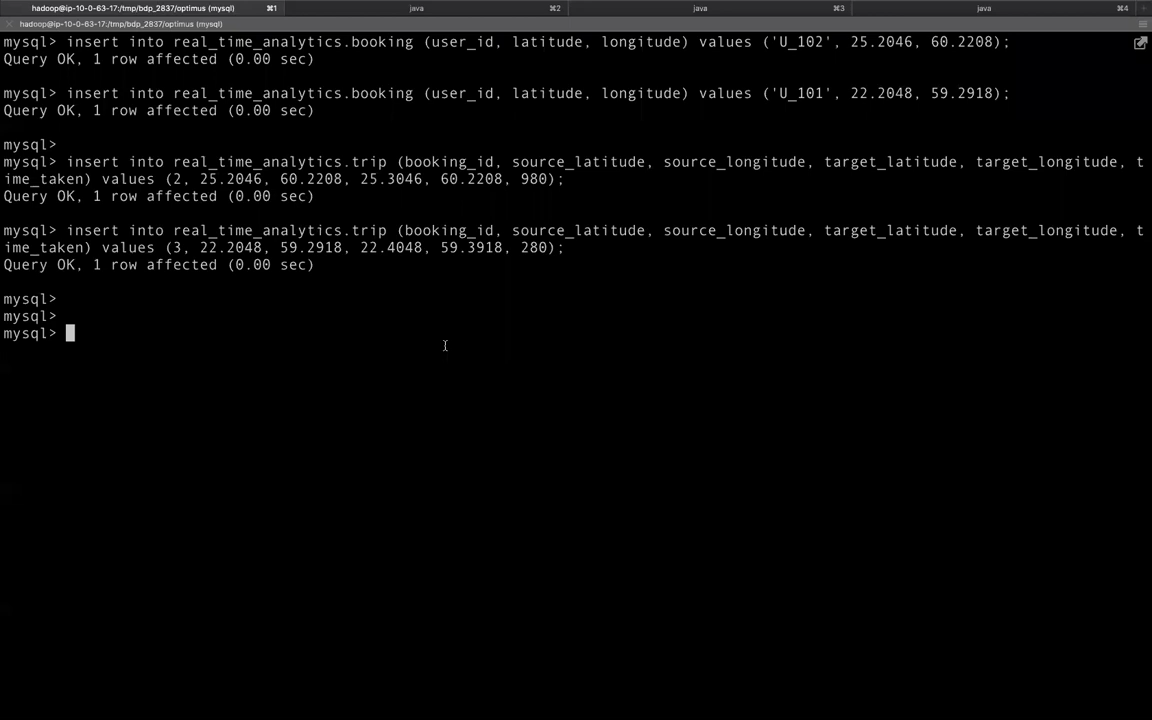 hadoop@ip-10-0-63-17:/tmp/bdp_2837/optimus (mysql) ⌘1 java ⌘2 java ⌘3 java ⌘4
hadoop@ip-10-0-63-17:/tmp/bdp_2837/optimus (mysql)
mysql> insert into real_time_analytics.booking (user_id, latitude, longitude) values ('U_102', 25.2046, 60.2208);
Query OK, 1 row affected (0.00 sec)
mysql> insert into real_time_analytics.booking (user_id, latitude, longitude) values ('U_101', 22.2048, 59.2918);
Query OK, 1 row affected (0.00 sec)
mysql>
mysql> insert into real_time_analytics.trip (booking_id, source_latitude, source_longitude, target_latitude, target_longitude, t
ime_taken) values (2, 25.2046, 60.2208, 25.3046, 60.2208, 980);
Query OK, 1 row affected (0.00 sec)
mysql> insert into real_time_analytics.trip (booking_id, source_latitude, source_longitude, target_latitude, target_longitude, t
ime_taken) values (3, 22.2048, 59.2918, 22.4048, 59.3918, 280);
Query OK, 1 row affected (0.00 sec)
mysql>
mysql>
mysql>